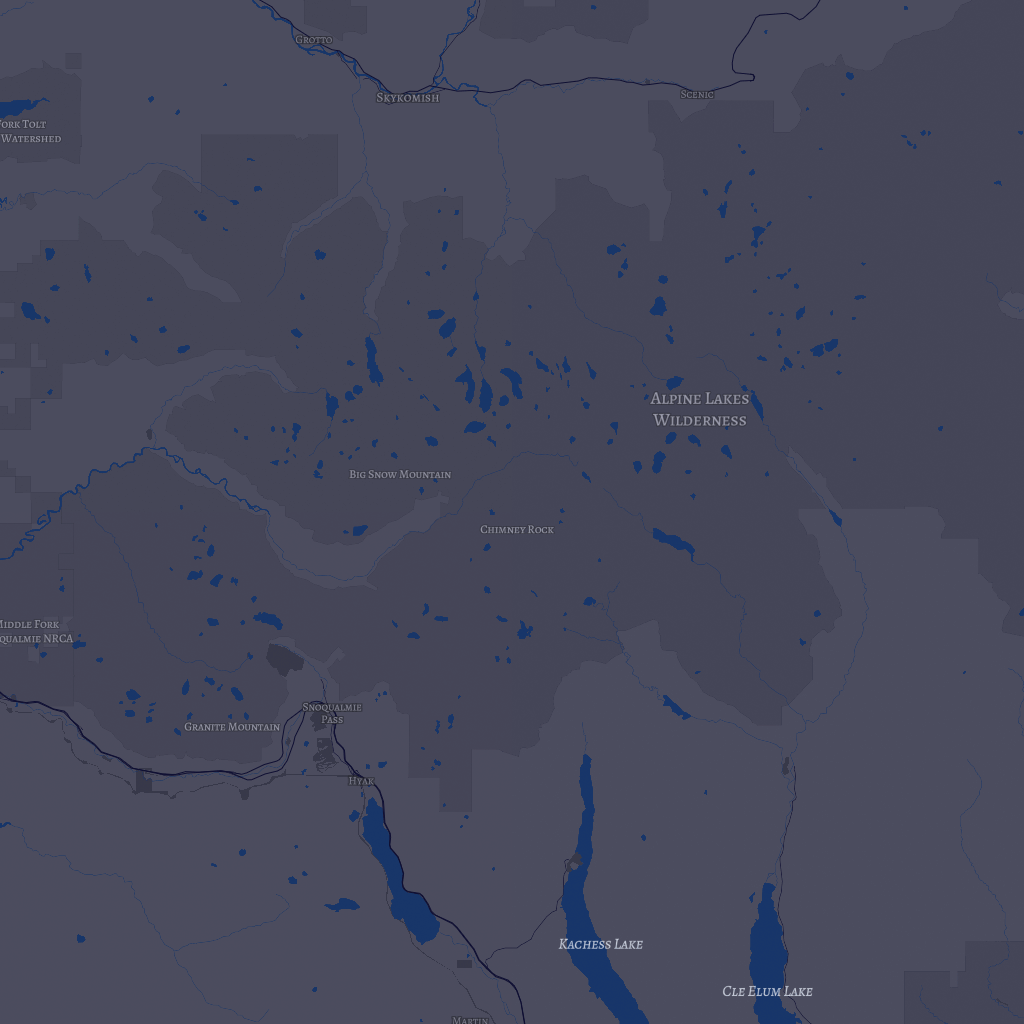 Grotto
Skykomish
Scenic
Fork Tolt
Watershed
Alpine Lakes
Wilderness
Big Snow Mountain
Chimney Rock
Middle Fork
qualmie NRCA
Snoqualmie
Pass
Granite Mountain
Hyak
Kachess Lake
Cle Elum Lake
Martin